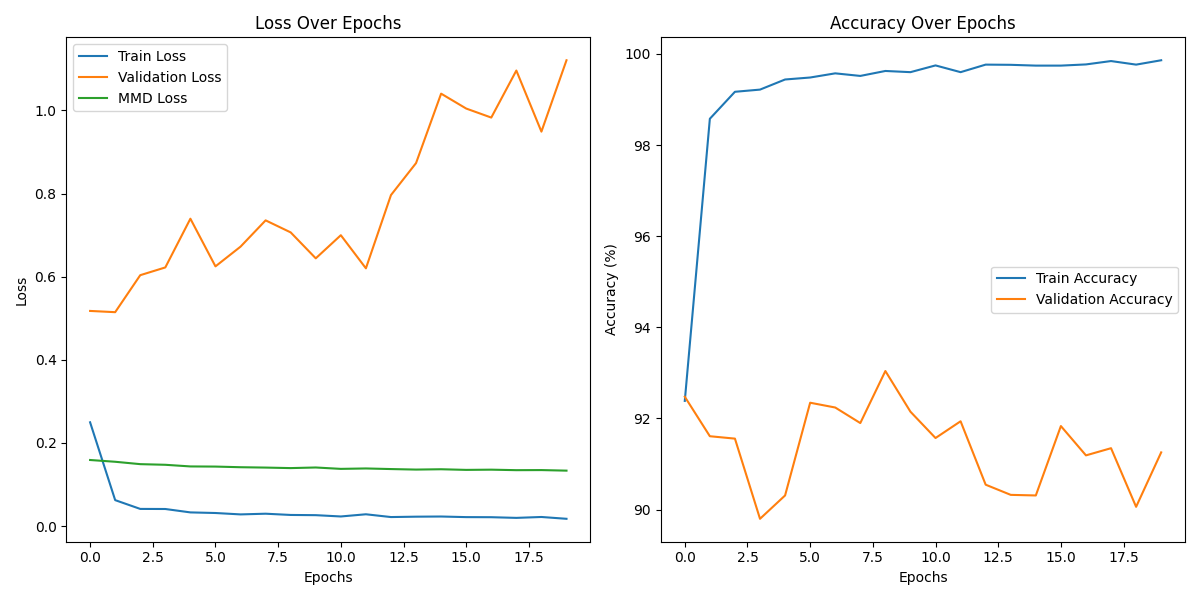 Loss Over Epochs
Train Loss
Validation Loss
MMD Loss
Loss
1.0
0.8
0.6
0.4
0.2
0.0
0.0 2.5 5.0 7.5 10.0 12.5 15.0 17.5
Epochs
Accuracy Over Epochs
Train Accuracy
Validation Accuracy
Accuracy (%)
100
98
96
94
92
90
0.0 2.5 5.0 7.5 10.0 12.5 15.0 17.5
Epochs